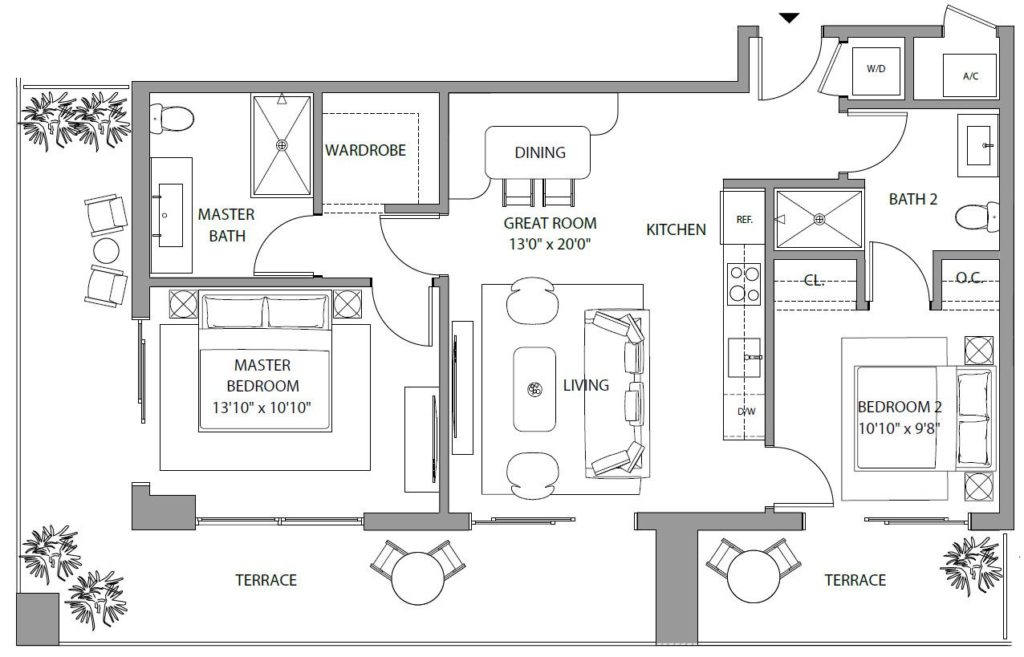 W/D
A/C
WARDROBE
DINING
MASTER
BATH
GREAT ROOM
13'0" x 20'0"
KITCHEN
REF.
BATH 2
CL.
O.C.
MASTER
BEDROOM
13'10" x 10'10"
LIVING
D/W
BEDROOM 2
10'10" x 9'8"
TERRACE
TERRACE